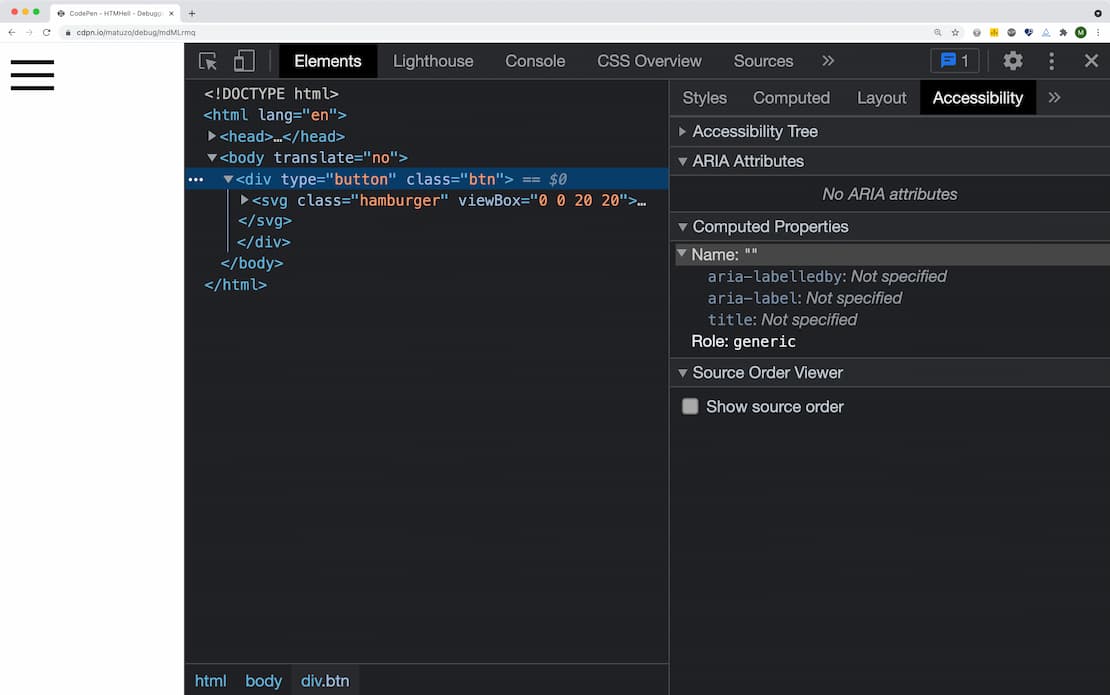 CodePen - HTMHell - Debuggi
cdpn.io/matuzo/debug/mdMLrmq
M
Elements Lighthouse Console CSS Overview Sources » 1
<!DOCTYPE html>
<html lang="en">
<head>…</head>
<body translate="no">
<div type="button" class="btn"> == $0
<svg class="hamburger" viewBox="0 0 20 20">…
</svg>
</div>
</body>
</html>
html body div.btn
Styles Computed Layout Accessibility »
Accessibility Tree
ARIA Attributes
No ARIA attributes
Computed Properties
Name: ""
aria-labelledby: Not specified
aria-label: Not specified
title: Not specified
Role: generic
Source Order Viewer
Show source order